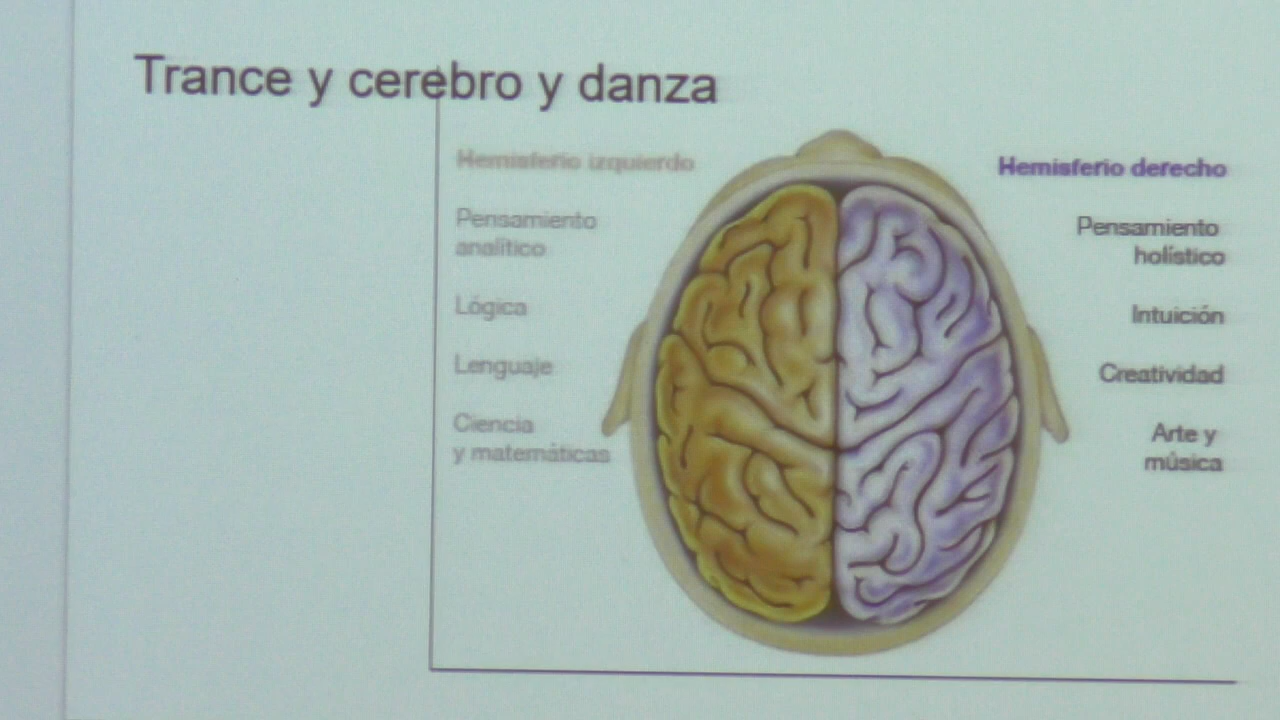 Trance y cerebro y danza
Hemisferio izquierdo
Pensamiento
analítico
Lógica
Lenguaje
Ciencia
y matemáticas
Hemisferio derecho
Pensamiento
holístico
Intuición
Creatividad
Arte y
música